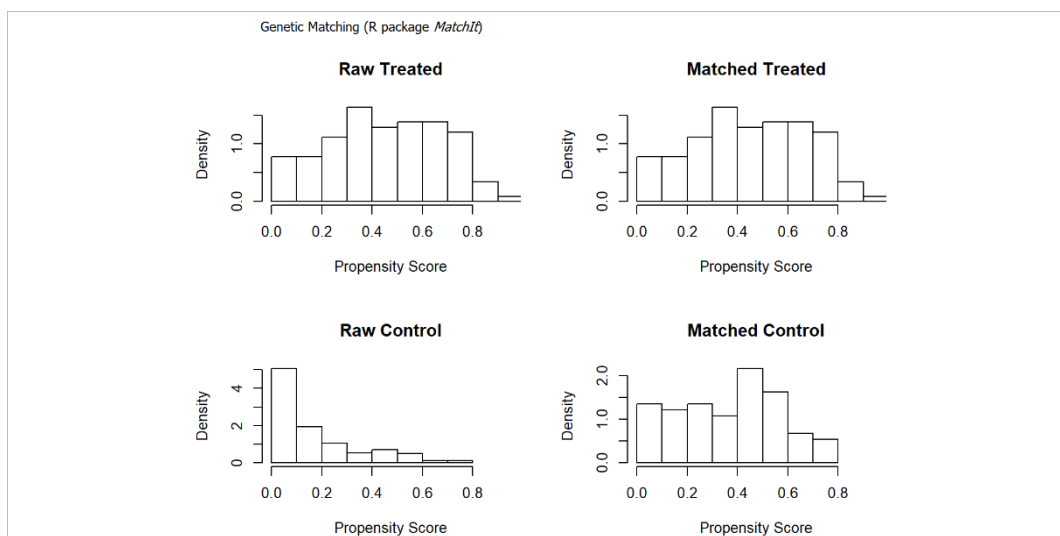 Genetic Matching (R package MatchIt)
Raw Treated
Density
0.0
1.0
0.0 0.2 0.4 0.6 0.8
Propensity Score
Matched Treated
Density
0.0
1.0
0.0 0.2 0.4 0.6 0.8
Propensity Score
Raw Control
Density
0
2
4
0.0 0.2 0.4 0.6 0.8
Propensity Score
Matched Control
Density
0.0
1.0
2.0
0.0 0.2 0.4 0.6 0.8
Propensity Score